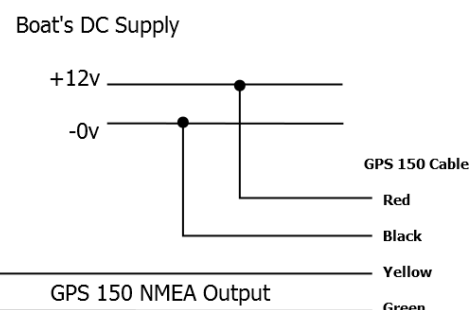 Boat's DC Supply
+12v
-0v
GPS 150 Cable
Red
Black
Yellow
GPS 150 NMEA Output
Green